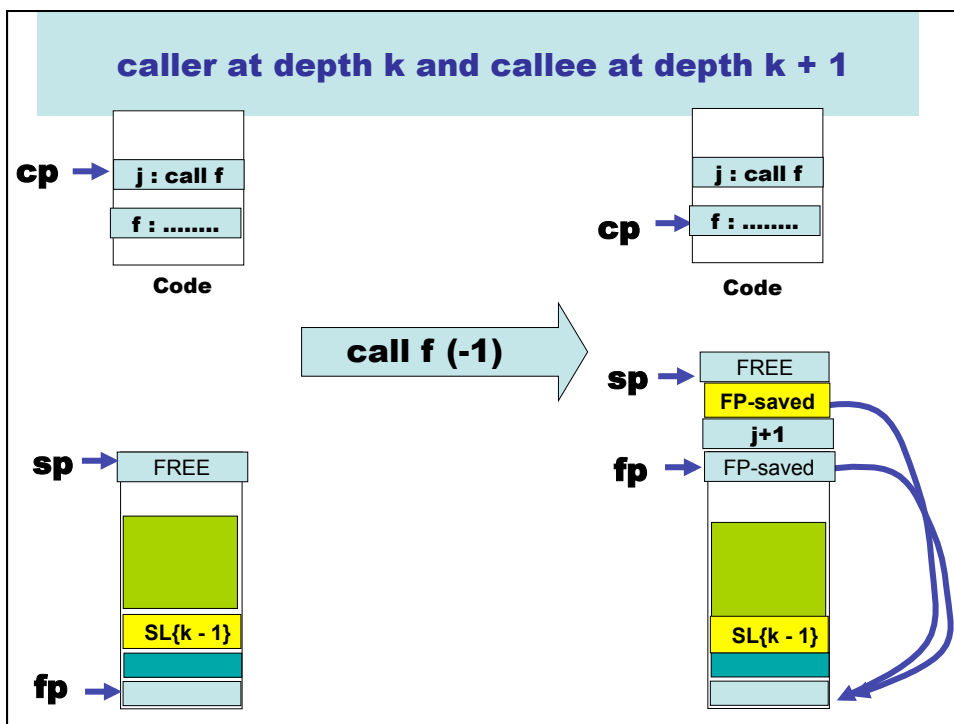 caller at depth k and callee at depth k + 1
cp
j : call f
f : ........
Code
j : call f
cp
f : ........
Code
call f (-1)
sp
FREE
SL{k - 1}
fp
sp
FREE
FP-saved
j+1
fp
FP-saved
SL{k - 1}